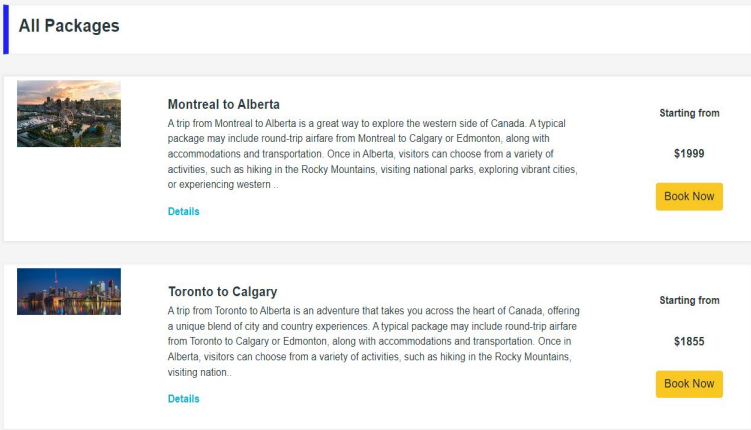 All Packages
Montreal to Alberta
A trip from Montreal to Alberta is a great way to explore the western side of Canada. A typical
package may include round-trip airfare from Montreal to Calgary or Edmonton, along with
accommodations and transportation. Once in Alberta, visitors can choose from a variety of
activities, such as hiking in the Rocky Mountains, visiting national parks, exploring vibrant cities,
or experiencing western ..
Details
Starting from
$1999
Book Now
Toronto to Calgary
A trip from Toronto to Alberta is an adventure that takes you across the heart of Canada, offering
a unique blend of city and country experiences. A typical package may include round-trip airfare
from Toronto to Calgary or Edmonton, along with accommodations and transportation. Once in
Alberta, visitors can choose from a variety of activities, such as hiking in the Rocky Mountains,
visiting nation..
Details
Starting from
$1855
Book Now